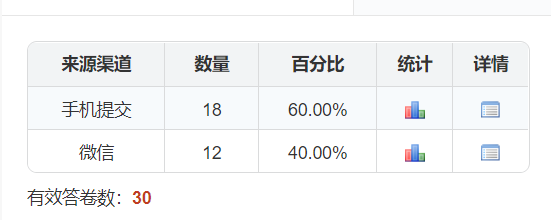 来源渠道 数量 百分比 统计 详情
手机提交 18 60.00%
微信 12 40.00%
有效答卷数：30